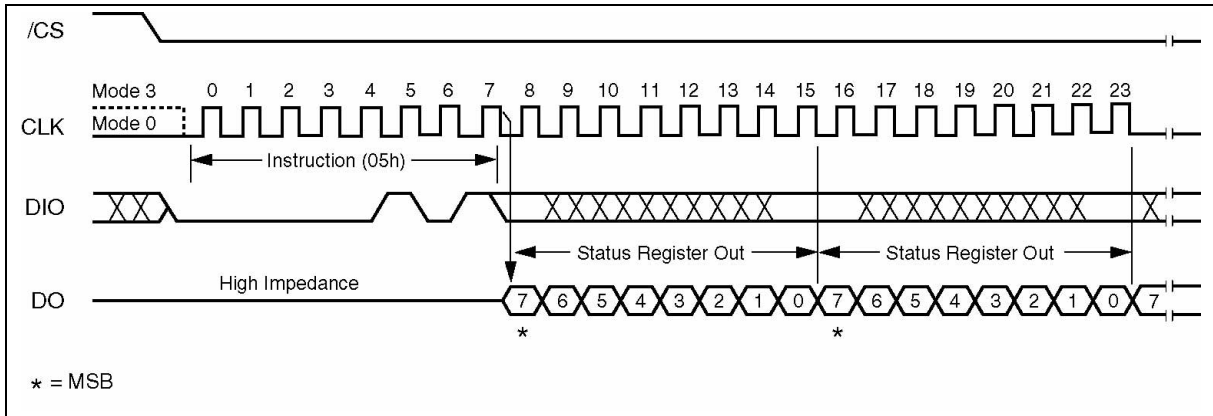 /CS
Mode 3 0 1 2 3 4 5 6 7 8 9 10 11 12 13 14 15 16 17 18 19 20 21 22 23
CLK Mode 0
Instruction (05h)
DIO
Status Register Out Status Register Out
High Impedance
DO 7 6 5 4 3 2 1 0 7 6 5 4 3 2 1 0 7
* *
* = MSB